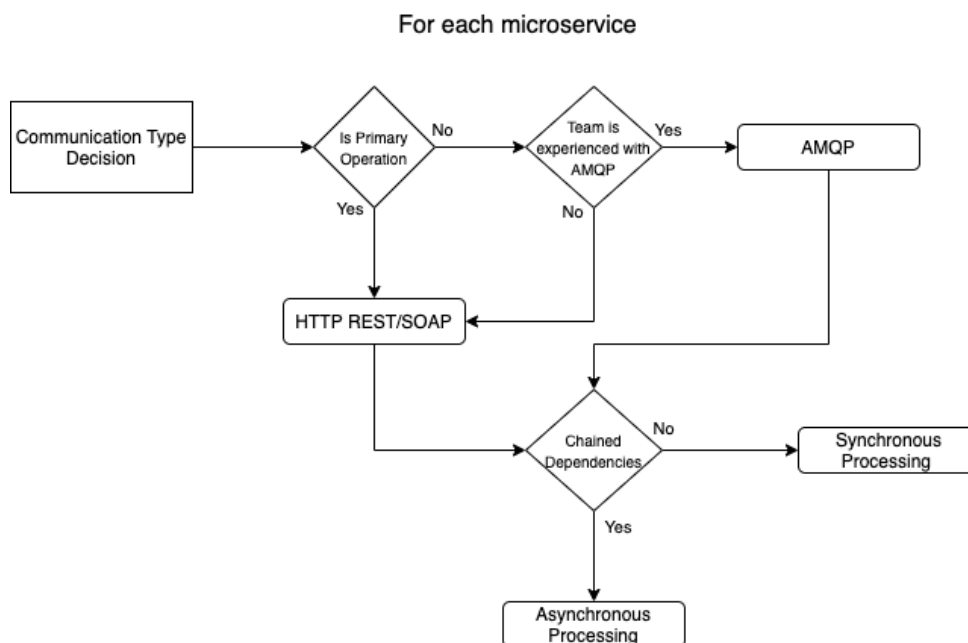 For each microservice
Communication Type
Decision
Is Primary
Operation
No
Team is
experienced with
AMQP
Yes
AMQP
Yes
No
HTTP REST/SOAP
Chained
Dependencies
No
Synchronous
Processing
Yes
Asynchronous
Processing